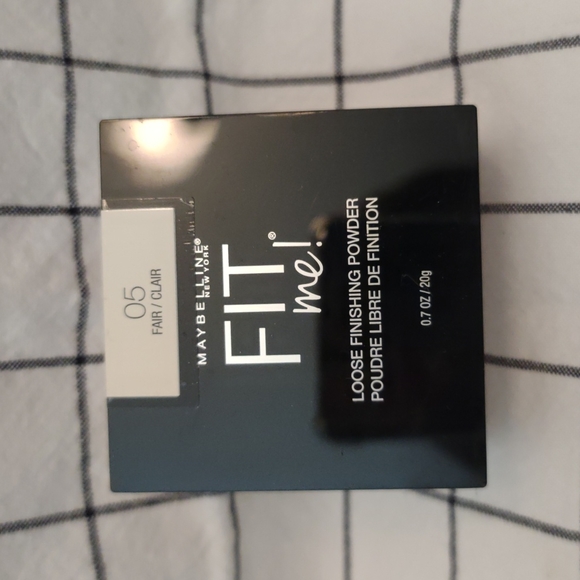 05
FAIR / CLAIR
MAYBELLINE®
NEW YORK
FIT
me!®
LOOSE FINISHING POWDER
POUDRE LIBRE DE FINITION
0.7 OZ / 20g